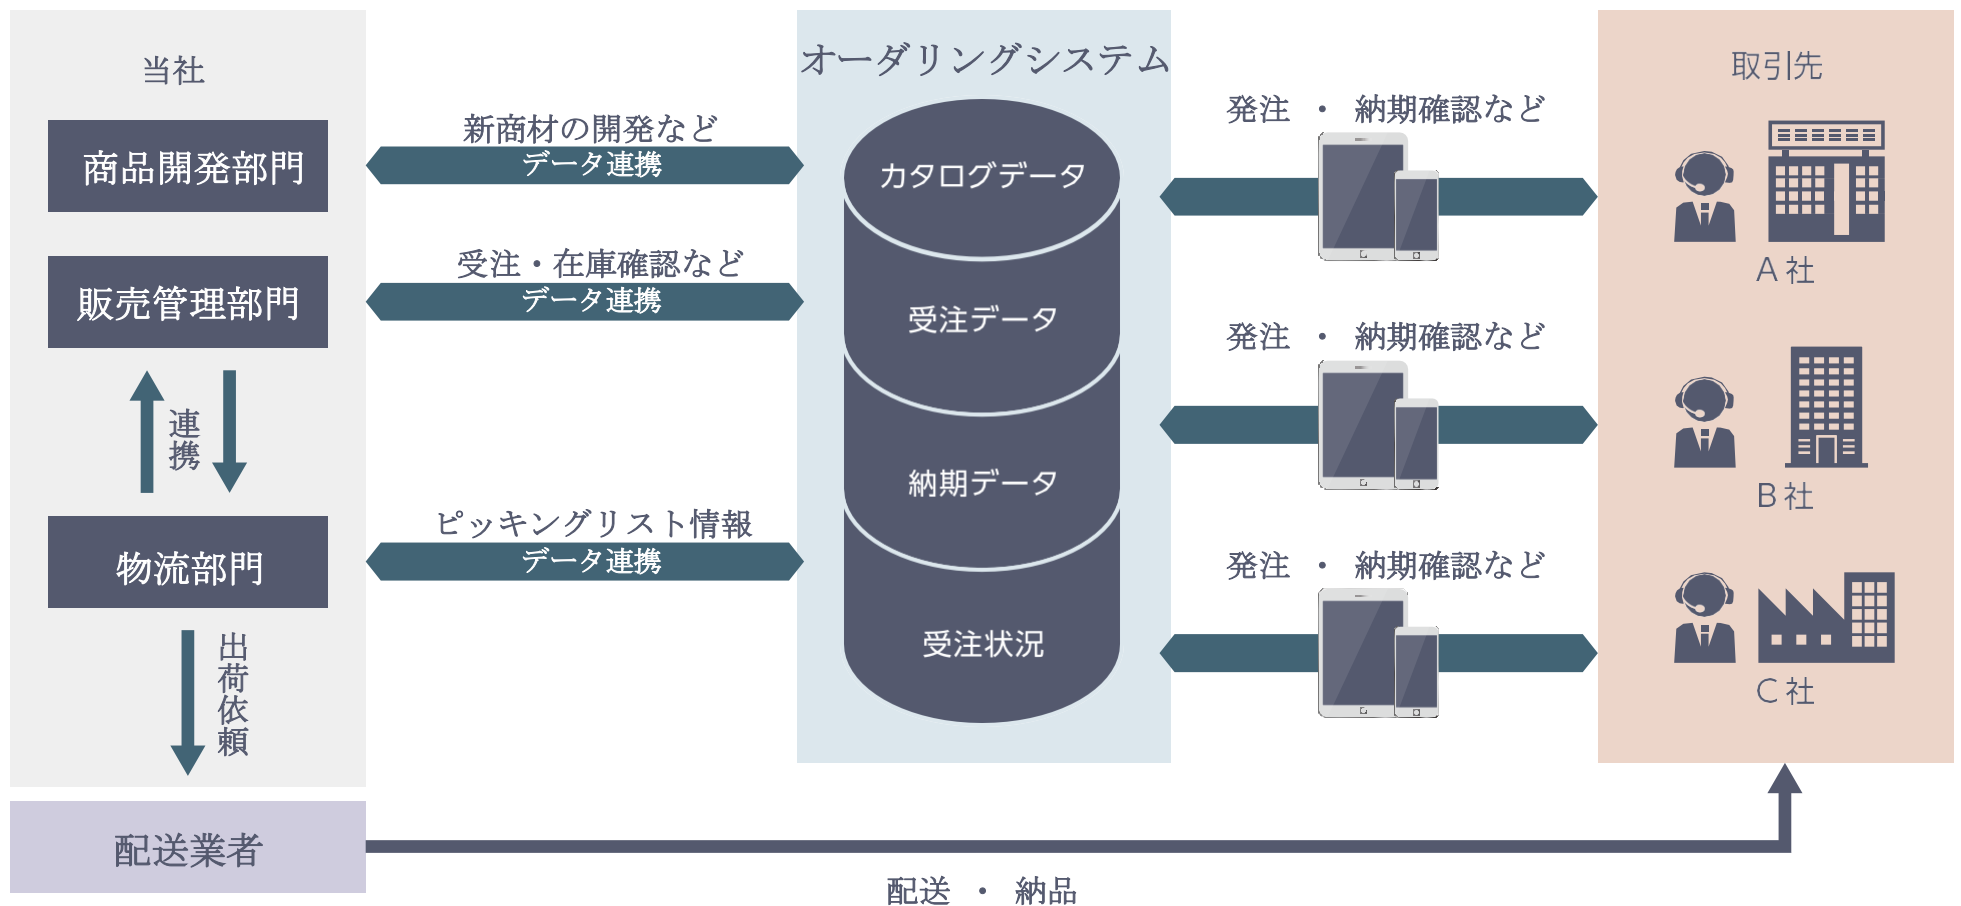 当社
商品開発部門
販売管理部門
連携
物流部門
出荷依頼
配送業者
新商材の開発など
データ連携
受注・在庫確認など
データ連携
ピッキングリスト情報
データ連携
オーダリングシステム
カタログデータ
受注データ
納期データ
受注状況
発注 ・ 納期確認など
発注 ・ 納期確認など
発注 ・ 納期確認など
取引先
A 社
B 社
C 社
配送 ・ 納品